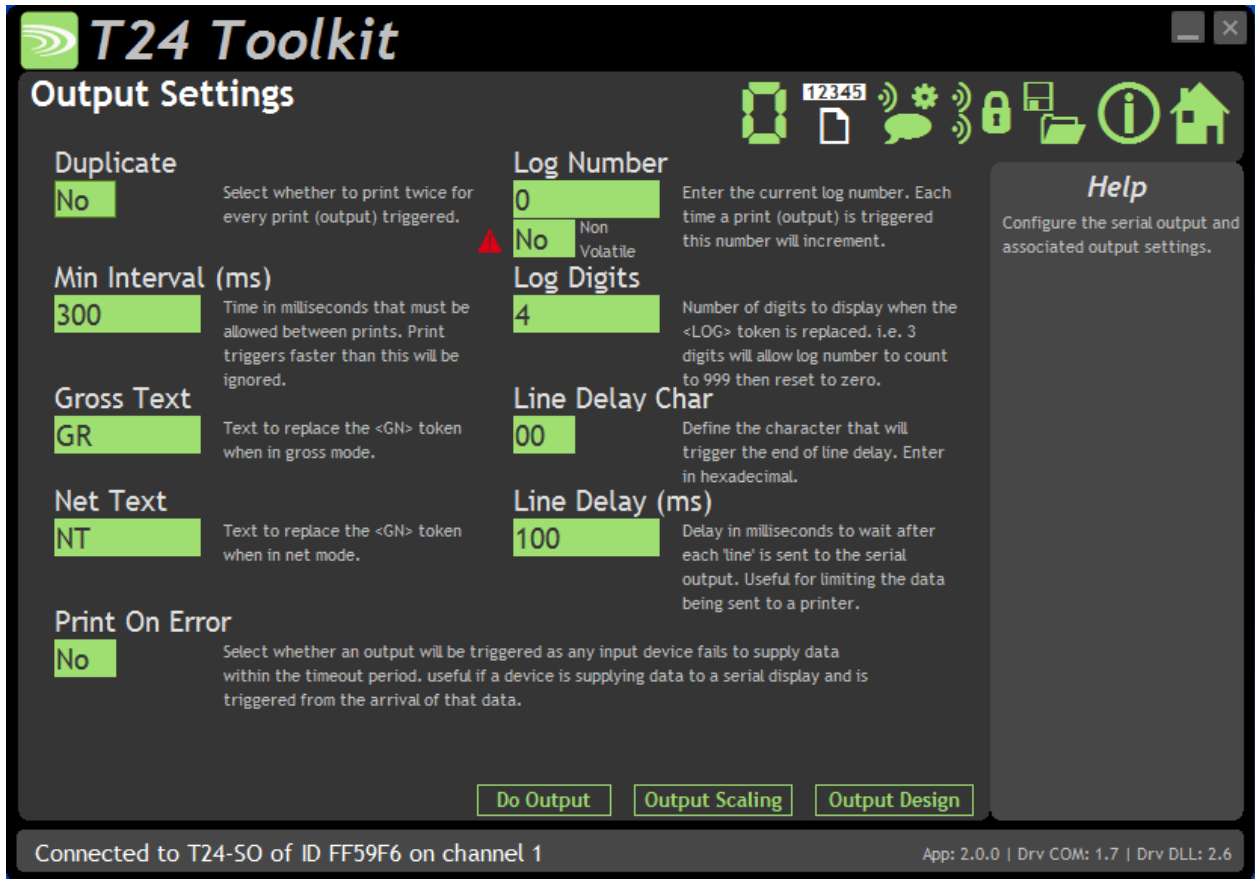 T24 Toolkit
Output Settings
12345
Duplicate
No
Select whether to print twice for
every print (output) triggered.
Log Number
0
No
Non
Volatile
Enter the current log number. Each
time a print (output) is triggered
this number will increment.
Min Interval (ms)
300
Time in milliseconds that must be
allowed between prints. Print
triggers faster than this will be
ignored.
Log Digits
4
Number of digits to display when the
<LOG> token is replaced. i.e. 3
digits will allow log number to count
to 999 then reset to zero.
Gross Text
GR
Text to replace the <GN> token
when in gross mode.
Line Delay Char
00
Define the character that will
trigger the end of line delay. Enter
in hexadecimal.
Net Text
NT
Text to replace the <GN> token
when in net mode.
Line Delay (ms)
100
Delay in milliseconds to wait after
each 'line' is sent to the serial
output. Useful for limiting the data
being sent to a printer.
Print On Error
No
Select whether an output will be triggered as any input device fails to supply data
within the timeout period. useful if a device is supplying data to a serial display and is
triggered from the arrival of that data.
Do Output
Output Scaling
Output Design
Help
Configure the serial output and
associated output settings.
Connected to T24-SO of ID FF59F6 on channel 1
App: 2.0.0 | Drv COM: 1.7 | Drv DLL: 2.6